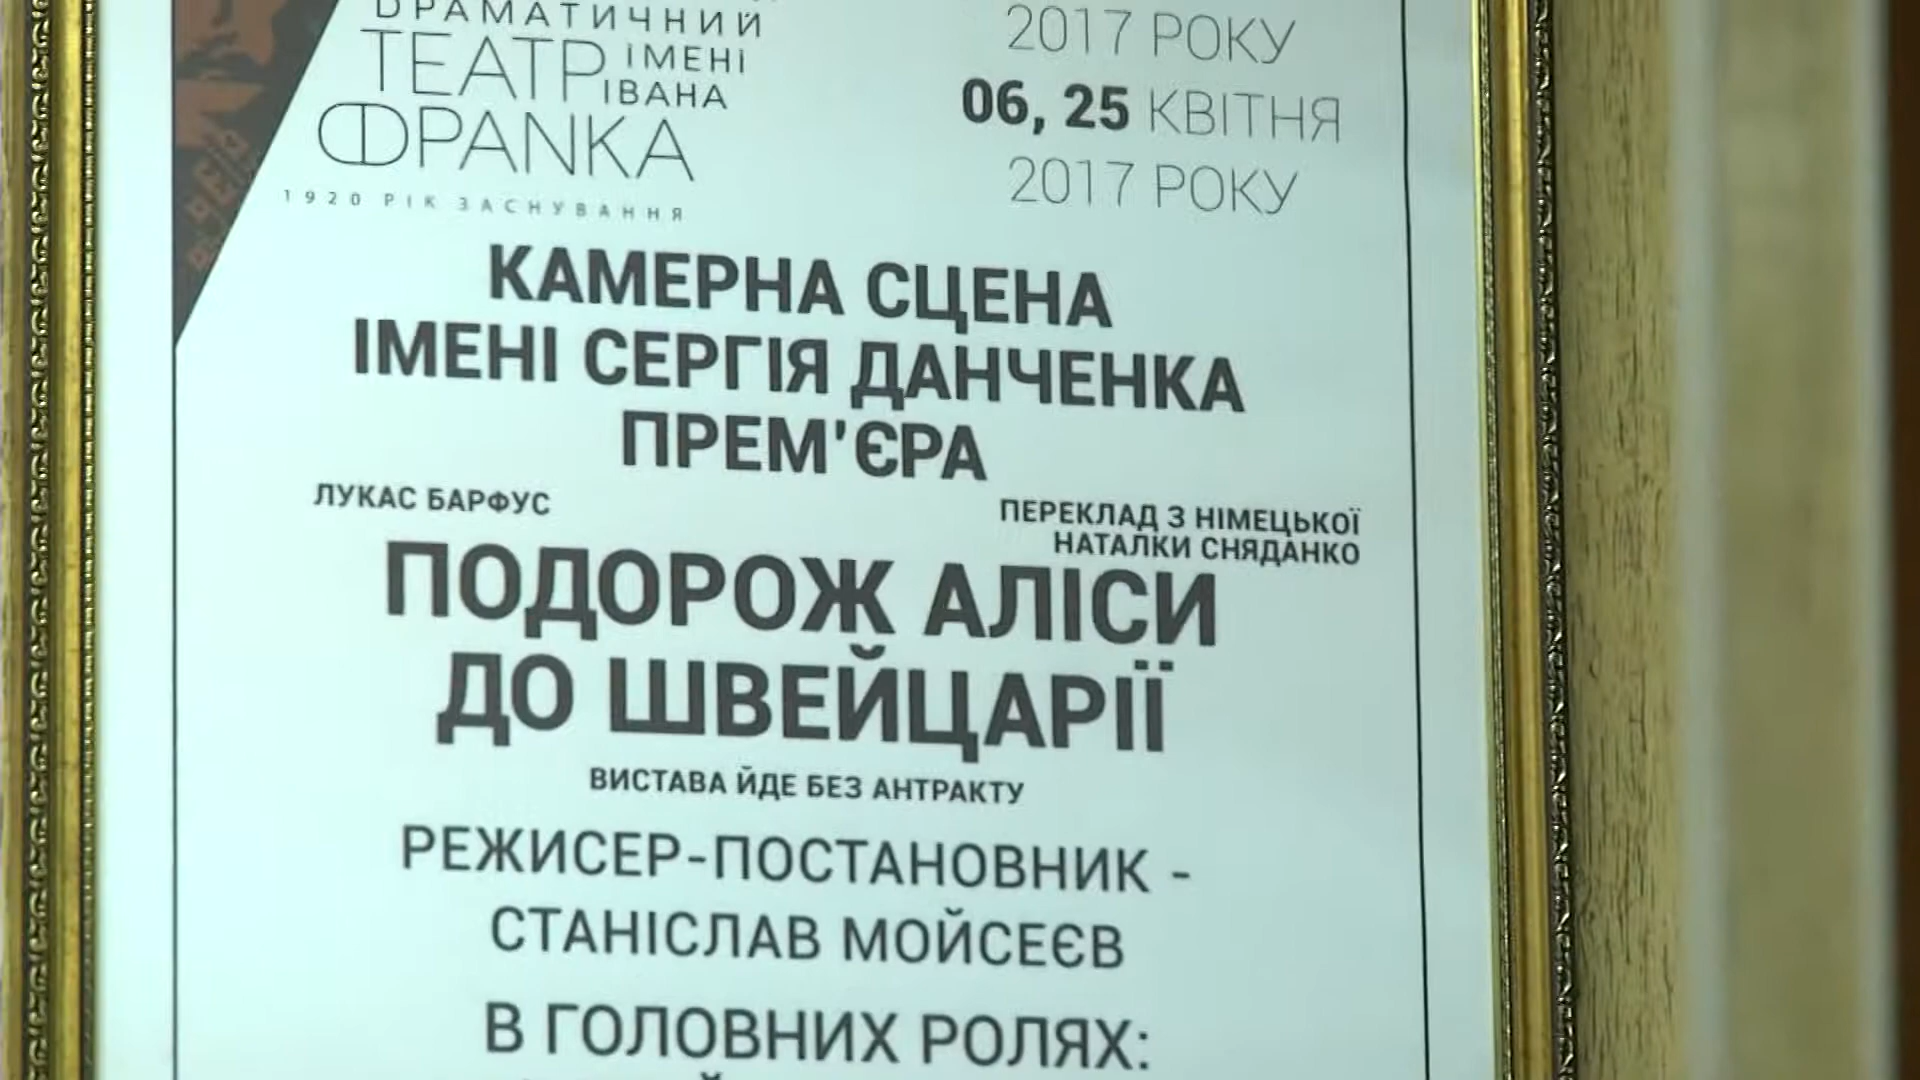 ДРАМАТИЧНИЙ
ТЕАТР ІМЕНІ
ІВАНА
ФРАНКА
1920 РІК ЗАСНУВАННЯ
2017 РОКУ
06, 25 КВІТНЯ
2017 РОКУ
КАМЕРНА СЦЕНА
ІМЕНІ СЕРГІЯ ДАНЧЕНКА
ПРЕМ'ЄРА
ЛУКАС БАРФУС
ПЕРЕКЛАД З НІМЕЦЬКОЇ
НАТАЛКИ СНЯДАНКО
ПОДОРОЖ АЛІСИ
ДО ШВЕЙЦАРІЇ
ВИСТАВА ЙДЕ БЕЗ АНТРАКТУ
РЕЖИСЕР-ПОСТАНОВНИК -
СТАНІСЛАВ МОЙСЕЄВ
В ГОЛОВНИХ РОЛЯХ: